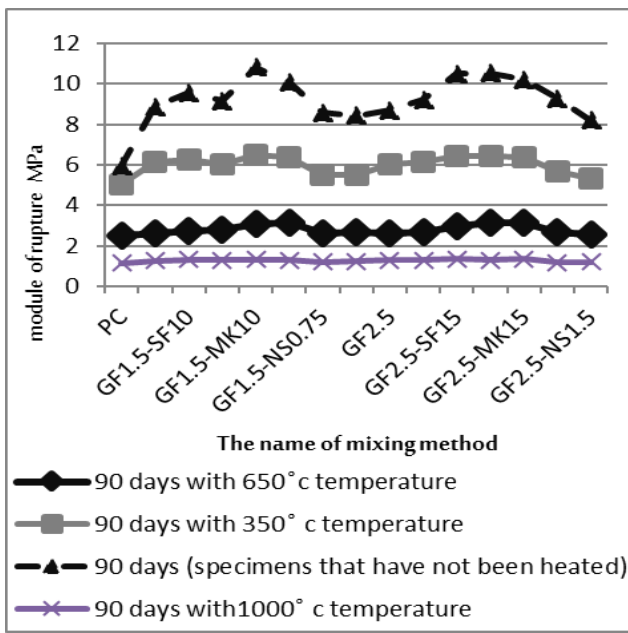 module of rupture MPa
12
10
8
6
4
2
0
PC
GF1.5-SF10
GF1.5-MK10
GF1.5-NS0.75
GF2.5
GF2.5-SF15
GF2.5-MK15
GF2.5-NS1.5
The name of mixing method
90 days with 650°c temperature
90 days with 350° c temperature
90 days (specimens that have not been heated)
90 days with1000° c temperature